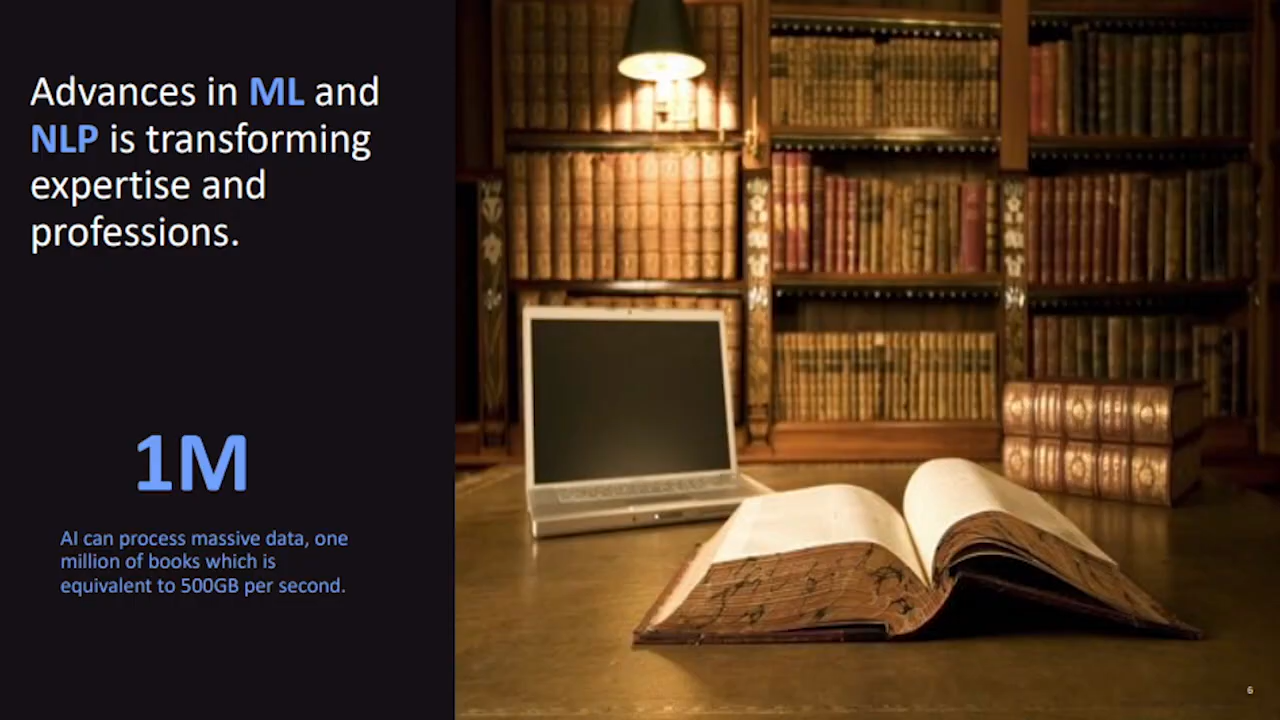 Advances in ML and
NLP is transforming
expertise and
professions.
1M
AI can process massive data, one
million of books which is
equivalent to 500GB per second.
6